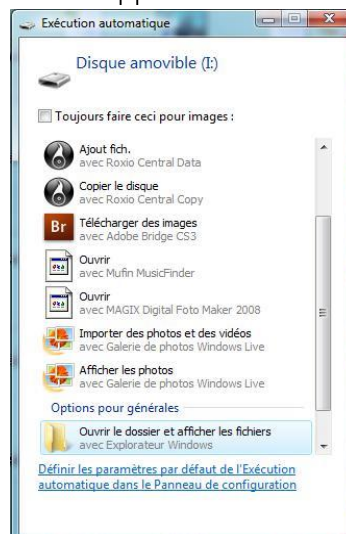 Exécution automatique
Disque amovible (I:)
Toujours faire ceci pour images :
Ajout fich.
avec Roxio Central Data
Copier le disque
avec Roxio Central Copy
Br
Télécharger des images
avec Adobe Bridge CS3
Ouvrir
avec Mufin MusicFinder
Ouvrir
avec MAGIX Digital Foto Maker 2008
Importer des photos et des vidéos
avec Galerie de photos Windows Live
Afficher les photos
avec Galerie de photos Windows Live
Options pour générales
Ouvrir le dossier et afficher les fichiers
avec Explorateur Windows
Définir les paramètres par défaut de l'Exécution
automatique dans le Panneau de configuration